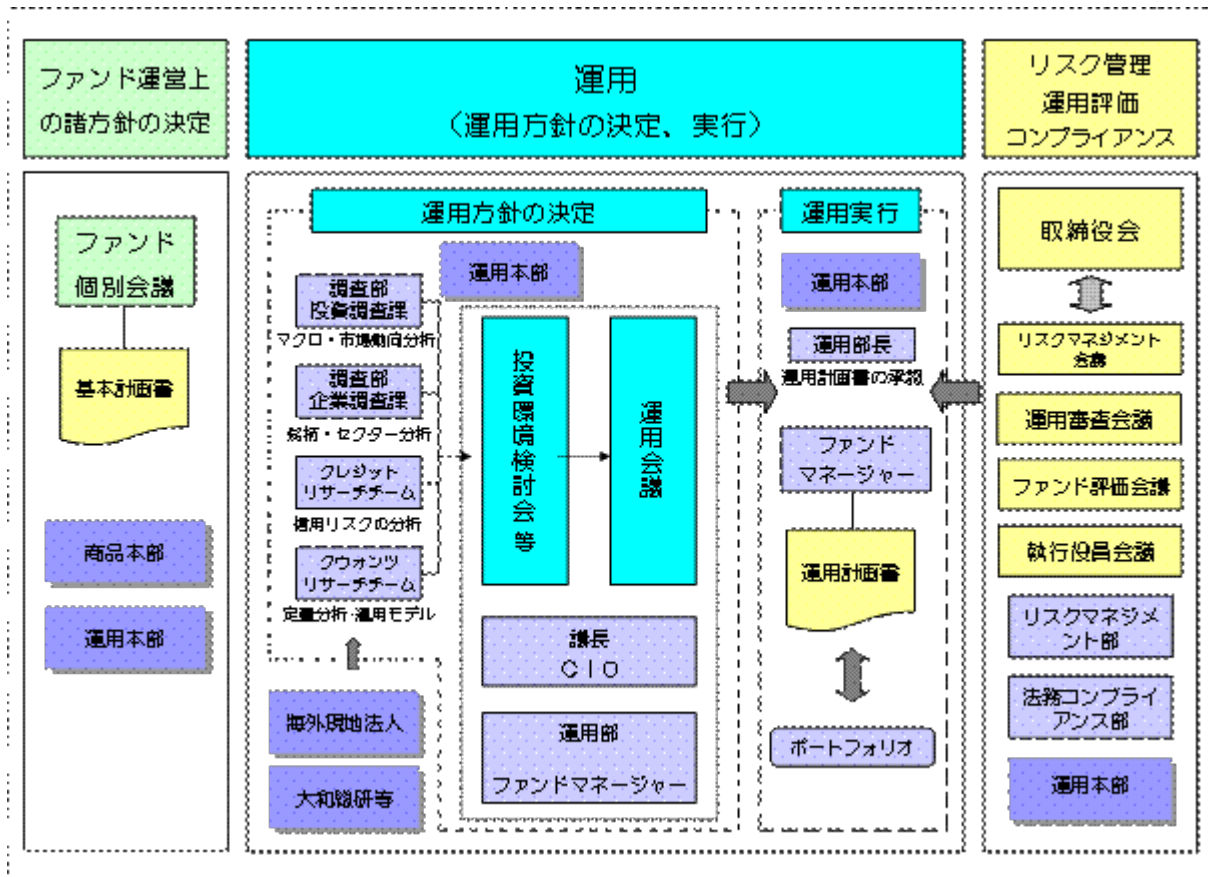 ファンド運営上
の諸方針の決定
運用
（運用方針の決定、実行）
リスク管理
運用評価
コンプライアンス
ファンド
個別会議
基本計画書
商品本部
運用本部
運用方針の決定
運用本部
調査部
投資調査課
マクロ・市場動向分析
調査部
企業調査課
銘柄・セクター分析
クレジット
リサーチチーム
信用リスクの分析
クウォンツ
リサーチチーム
定量分析・運用モデル
海外現地法人
大和総研等
投資環境検討会等
運用会議
議長
ＣＩＯ
運用部
ファンドマネージャー
運用実行
運用本部
運用部長
運用計画書の承認
ファンド
マネージャー
運用計画書
ポートフォリオ
取締役会
リスクマネジメント
会議
運用審査会議
ファンド評価会議
執行役員会議
リスクマネジメ
ント部
法務コンプライ
アンス部
運用本部